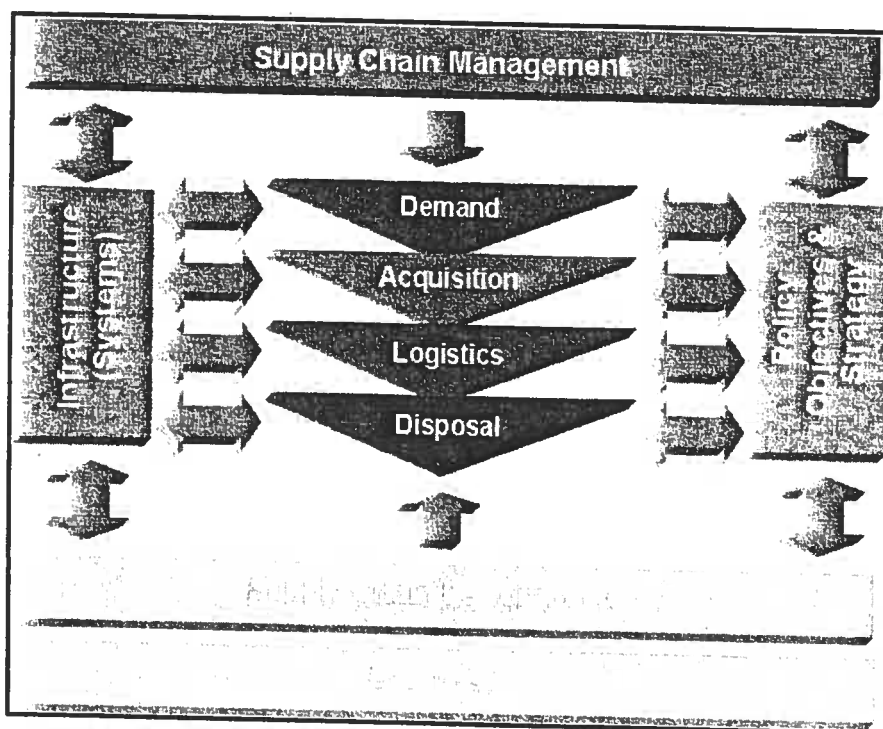 Supply Chain Management
Demand
Acquisition
Logistics
Disposal
Infrastructure
(Systems)
Policy
Objectives &
Strategy